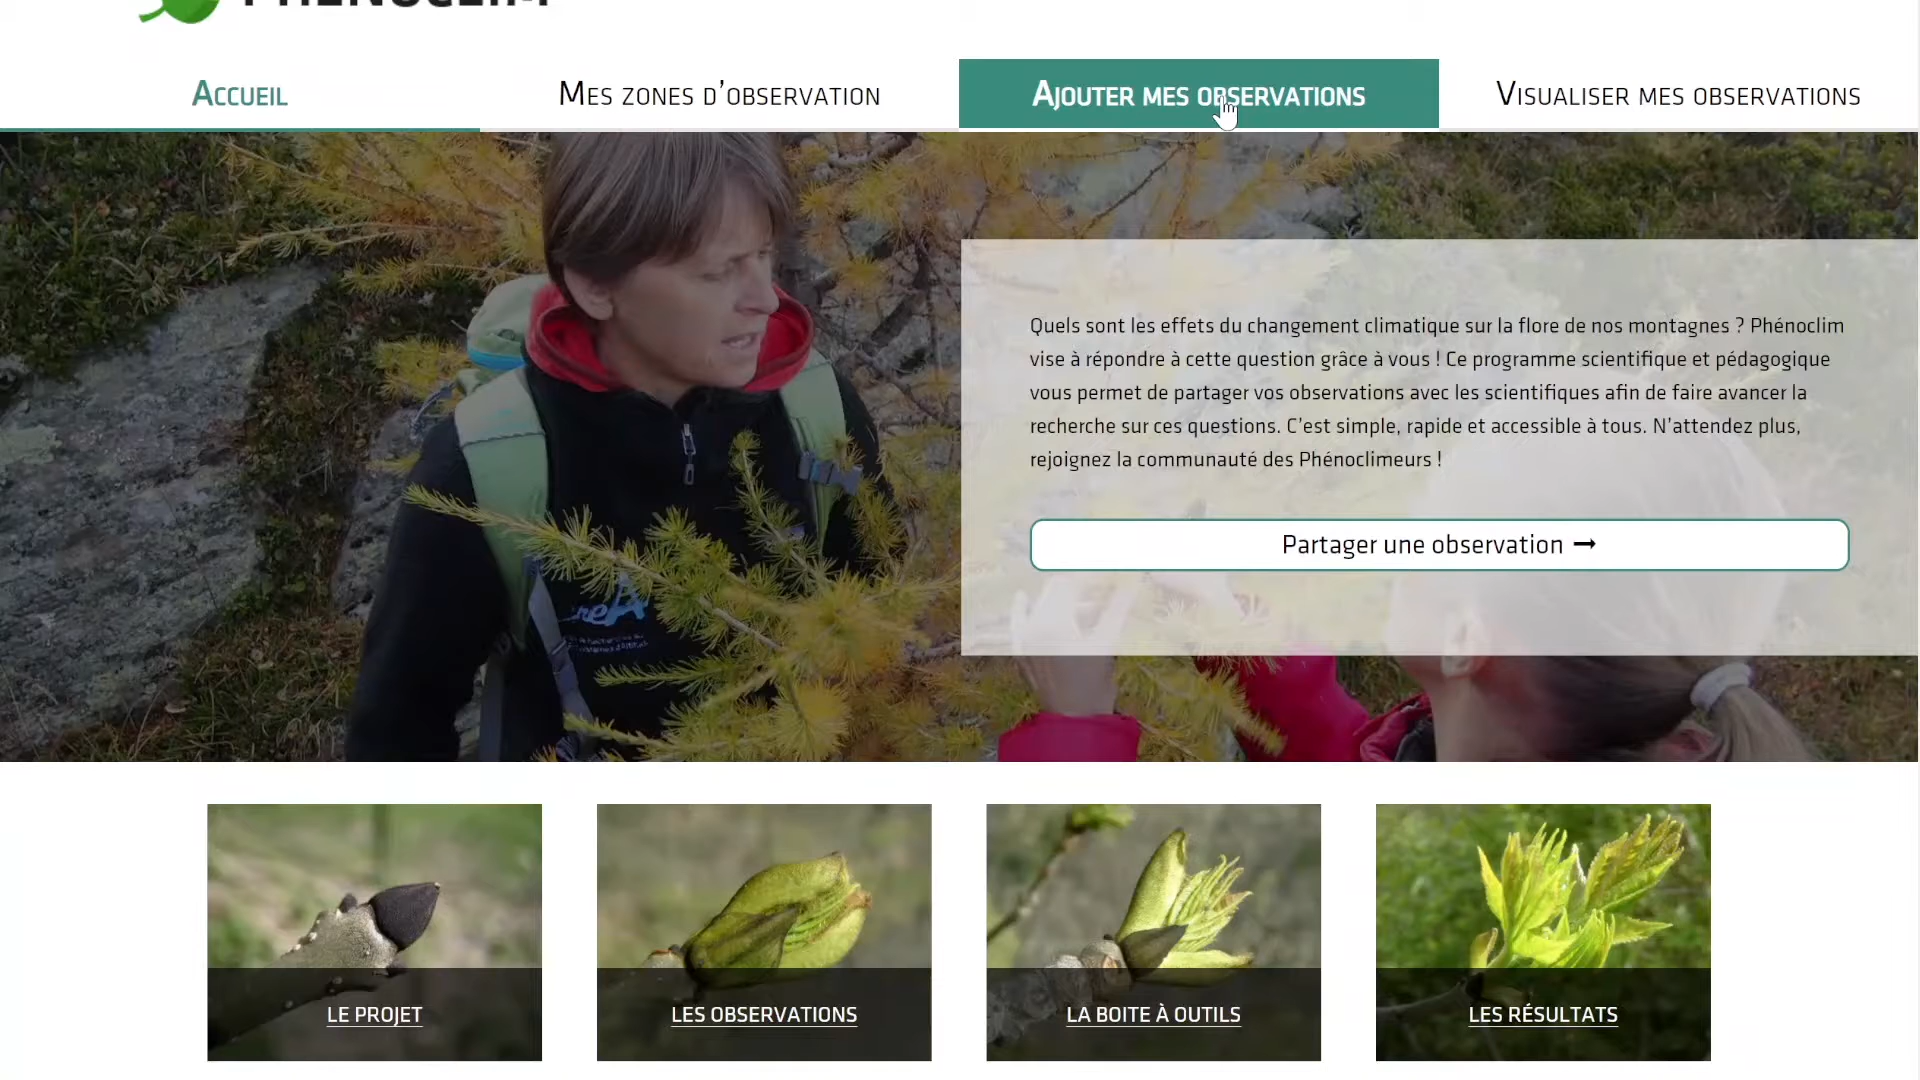 PHÉNOCLIM
ACCUEIL
MES ZONES D'OBSERVATION
AJOUTER MES OBSERVATIONS
VISUALISER MES OBSERVATIONS
Quels sont les effets du changement climatique sur la flore de nos montagnes ? Phénoclim
vise à répondre à cette question grâce à vous ! Ce programme scientifique et pédagogique
vous permet de partager vos observations avec les scientifiques afin de faire avancer la
recherche sur ces questions. C'est simple, rapide et accessible à tous. N'attendez plus,
rejoignez la communauté des Phénoclimeurs !
Partager une observation ➞
LE PROJET
LES OBSERVATIONS
LA BOITE À OUTILS
LES RÉSULTATS